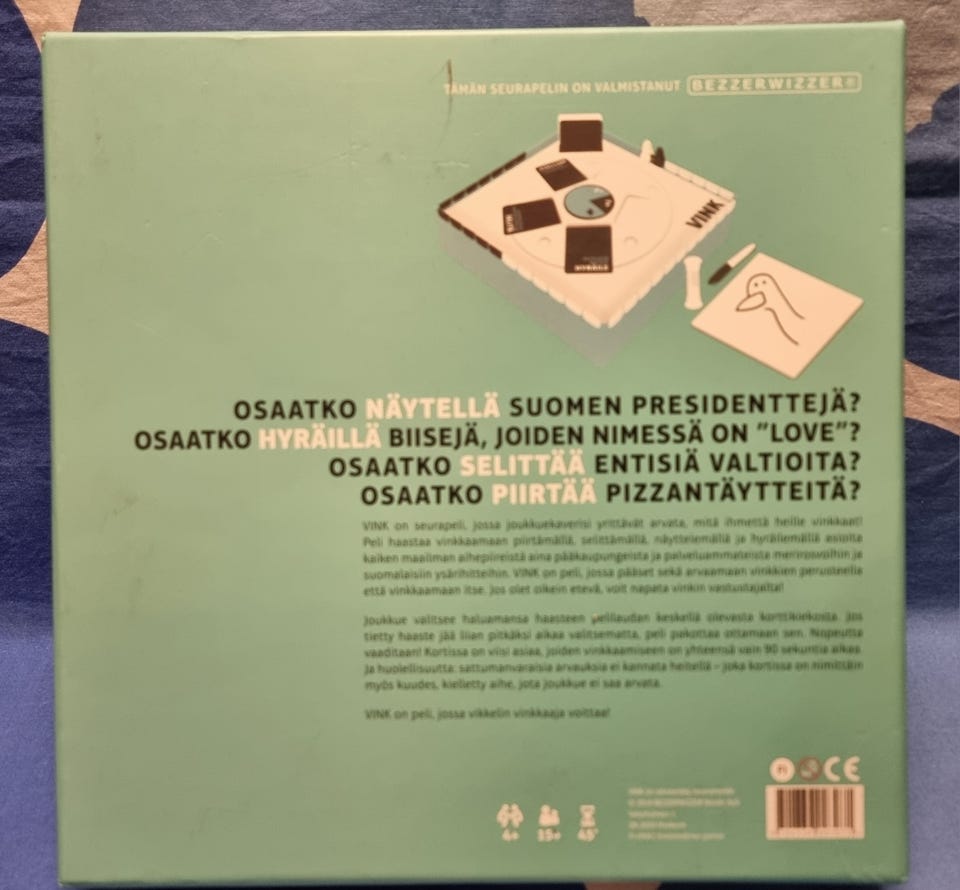 TÄMÄN SEURAPELIN ON VALMISTANUT BEZZERWIZZER®
VINK
HYRÄILE
OSAATKO NÄYTELLÄ SUOMEN PRESIDENTTEJÄ?
OSAATKO HYRÄILLÄ BIISEJÄ, JOIDEN NIMESSÄ ON "LOVE"?
OSAATKO SELITTÄÄ ENTISIÄ VALTIOITA?
OSAATKO PIIRTÄÄ PIZZANTÄYTTEITÄ?
VINK on seurapeli, jossa joukkuekaverisi yrittävät arvata, mitä ihmettä heille vinkkaat!
Peli haastaa vinkkaamaan piirtämällä, selittämällä, näyttelemällä ja hyräilemällä asioita
kaiken maailman aihepiireistä aina pääkaupungeista ja palveluammateista merirosvoihin ja
suomalaisiin ysärihitteihin. VINK on peli, jossa pääset sekä arvaamaan vinkkien perusteella
että vinkkaamaan itse. Jos olet oikein etevä, voit napata vinkin vastustajalta!
Joukkue valitsee haluamansa haasteen pelilaudan keskellä olevasta korttikiekosta. Jos
tietty haaste jää liian pitkäksi aikaa valitsematta, peli pakottaa ottamaan sen. Nopeutta
vaaditaan! Kortissa on viisi asiaa, joiden vinkkaamiseen on yhteensä vain 90 sekuntia aikaa.
Ja huolellisuutta: sattumanvaraisia arvauksia ei kannata heitellä – joka kortissa on nimittäin
myös kuudes, kielletty aihe, jota joukkue ei saa arvata.
VINK on peli, jossa vikkelin vinkkaaja voittaa!
FI CE
4+ 15+ 45'